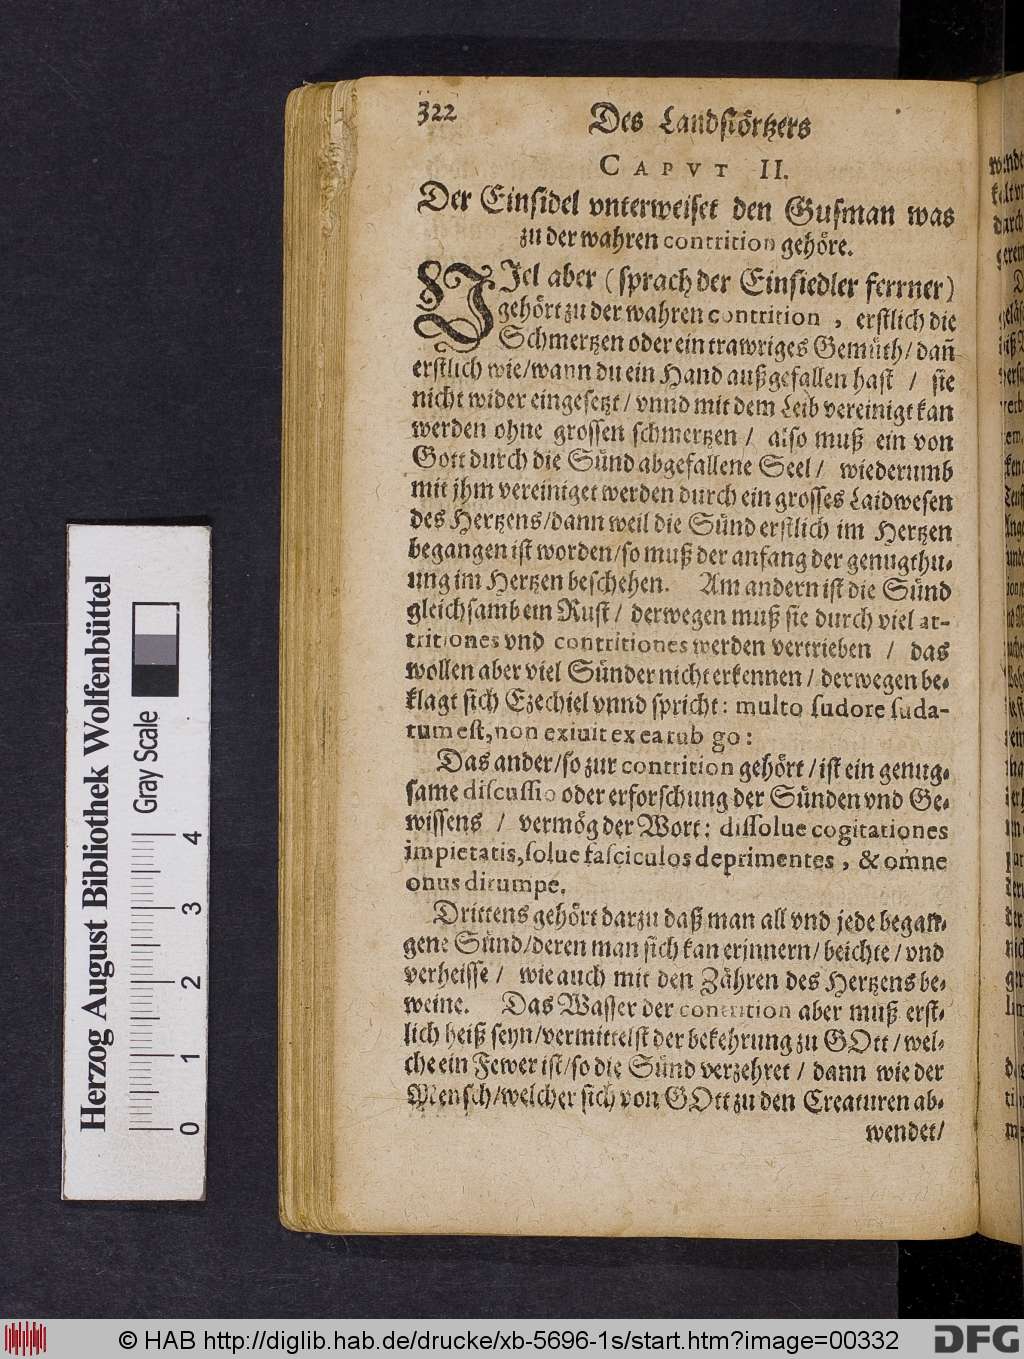 322
Des Landstörtzers
CAPVT II.
Der Einsidel vnterweiset den Gusman was
zu der wahren contrition gehöre.
VIel aber (sprach der Einsiedler ferrner)
gehört zu der wahren contrition, erstlich die
Schmertzen oder ein trawriges Gemüth/ dañ
erstlich wie/wann du ein Hand außgefallen hast / sie
nicht wider eingesetzt/ vnnd mit dem Leib vereinigt kan
werden ohne grossen schmertzen/ also muß ein von
Gott durch die Sünd abgefallene Seel/ wiederumb
mit jhm vereiniget werden durch ein grosses Laidwesen
des Hertzens/dann weil die Sünd erstlich im Hertzen
begangen ist worden/so muß der anfang der genugthu-
ung im Hertzen beschehen. Am andern ist die Sünd
gleichsamb ein Rust/ derwegen muß sie durch viel at-
tritiones vnd contritiones werden vertrieben / das
wollen aber viel Sünder nicht erkennen/ derwegen be-
klagt sich Ezechiel vnnd spricht: multo sudore suda-
tum est, non exiuit ex ea rubigo:
Das ander/so zur contrition gehört/ist ein genug-
same discussio oder erforschung der Sünden vnd Ge-
wissens / vermög der Wort: dissolue cogitationes
impietatis, solue fasciculos deprimentes, & omne
onus dirumpe.
Drittens gehört darzu daß man all vnd jede began-
gene Sünd/deren man sich kan erinnern/ beichte/ vnd
verheisse/ wie auch mit den Zähren des Hertzens be-
weine. Das Wasser der contrition aber muß erst-
lich heiß seyn/vermittelst der bekehrung zu GOtt/wel-
che ein Fewer ist/so die Sünd verzehret/ dann wie der
Mensch/welcher sich von GOtt zu den Creaturen ab-
wendet/
Herzog August Bibliothek Wolfenbüttel
Gray Scale
0 1 2 3 4
© HAB http://diglib.hab.de/drucke/xb-5696-1s/start.htm?image=00332
DFG